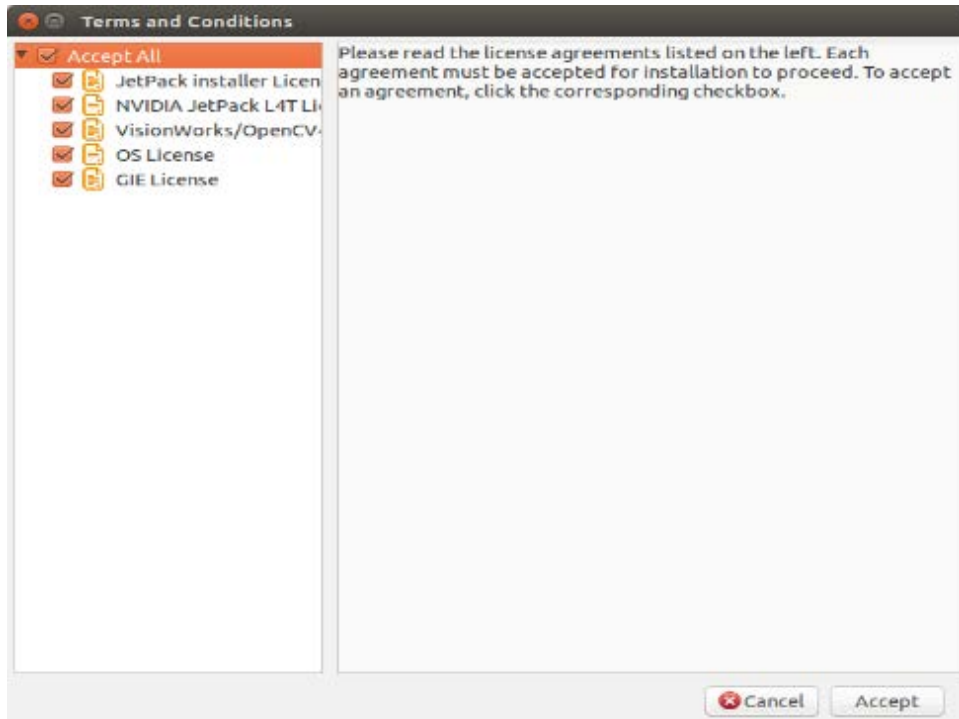 Terms and Conditions
Accept All
JetPack installer Licen
NVIDIA JetPack L4T Li
VisionWorks/OpenCV-
OS License
GIE License
Please read the license agreements listed on the left. Each
agreement must be accepted for installation to proceed. To accept
an agreement, click the corresponding checkbox.
Cancel
Accept